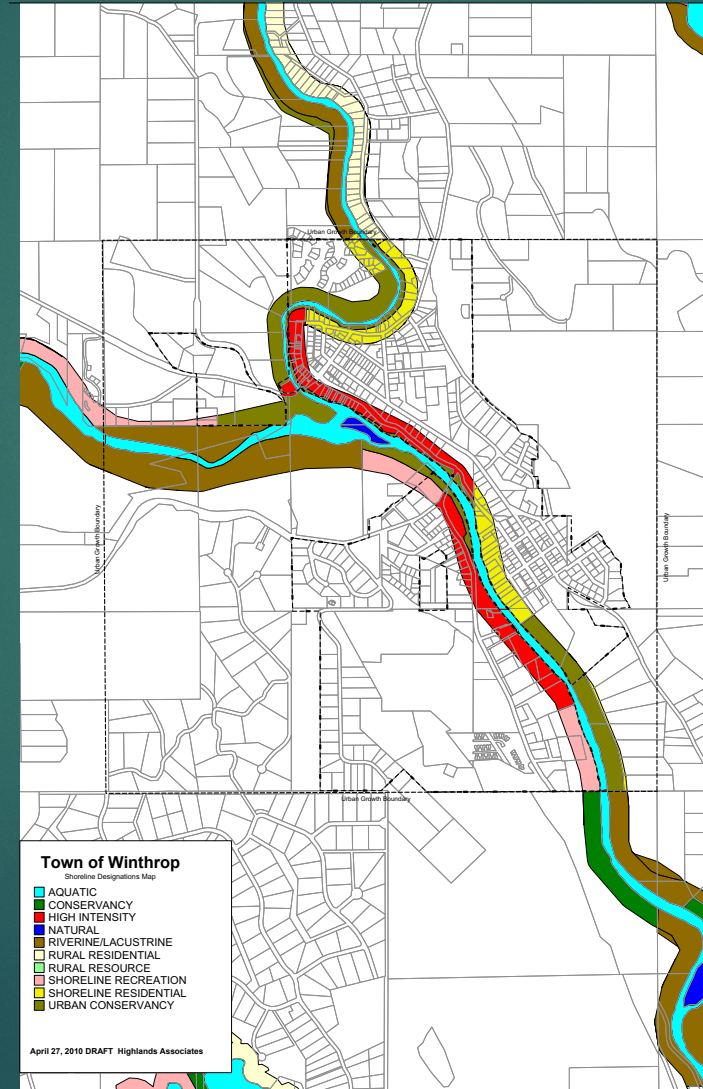 Urban Growth Boundary
Urban Growth Boundary
Urban Growth Boundary
Urban Growth Boundary
Town of Winthrop
Shoreline Designations Map
AQUATIC
CONSERVANCY
HIGH INTENSITY
NATURAL
RIVERINE/LACUSTRINE
RURAL RESIDENTIAL
RURAL RESOURCE
SHORELINE RECREATION
SHORELINE RESIDENTIAL
URBAN CONSERVANCY
April 27, 2010 DRAFT Highlands Associates